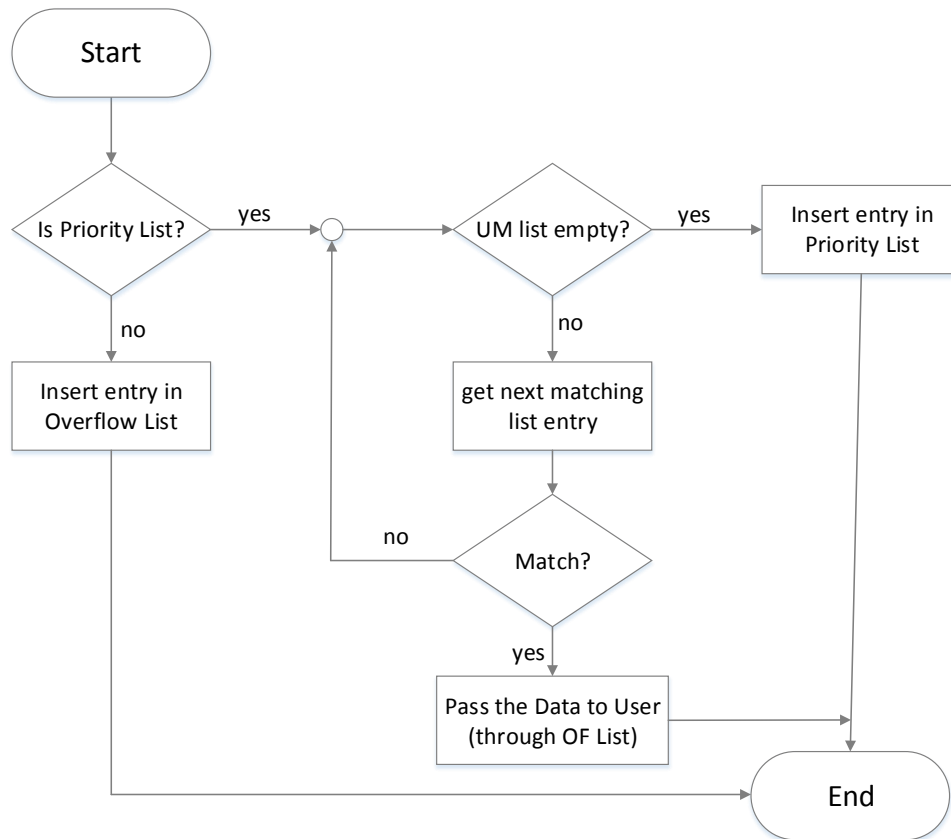 Start
Is Priority List?
yes
UM list empty?
yes
Insert entry in
Priority List
no
Insert entry in
Overflow List
no
get next matching
list entry
no
Match?
yes
Pass the Data to User
(through OF List)
End